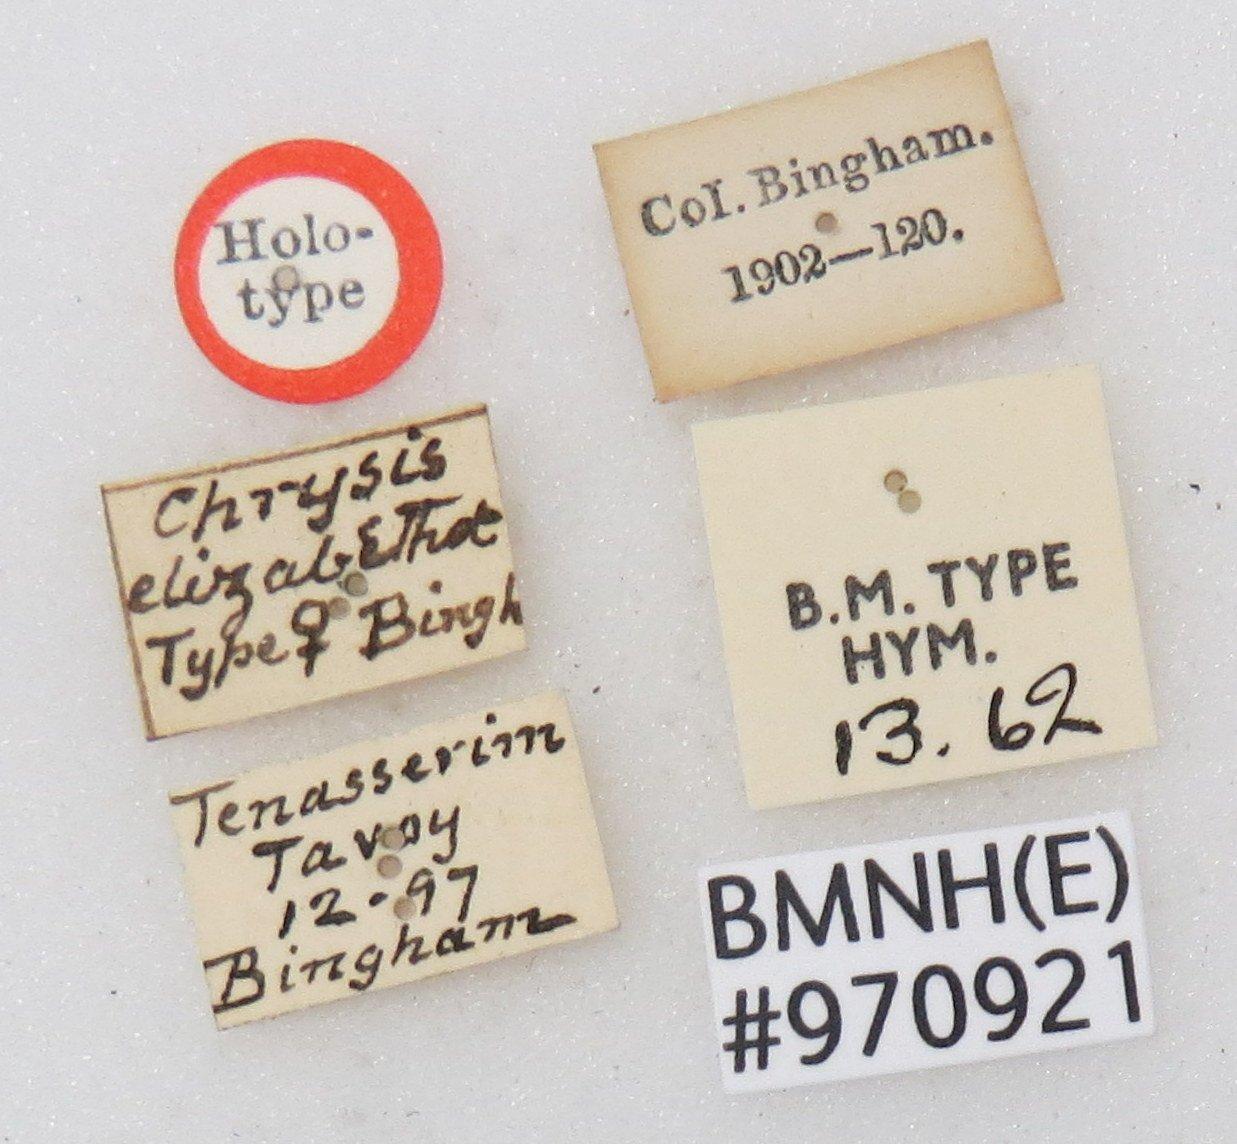 Holo-
type
Col. Bingham.
1902—120.
Chrysis
elizabethæ
Type ♀ Bingh
B.M. TYPE
HYM.
13.62
Tenasserim
Tavoy
12-97
Bingham
BMNH(E)
#970921